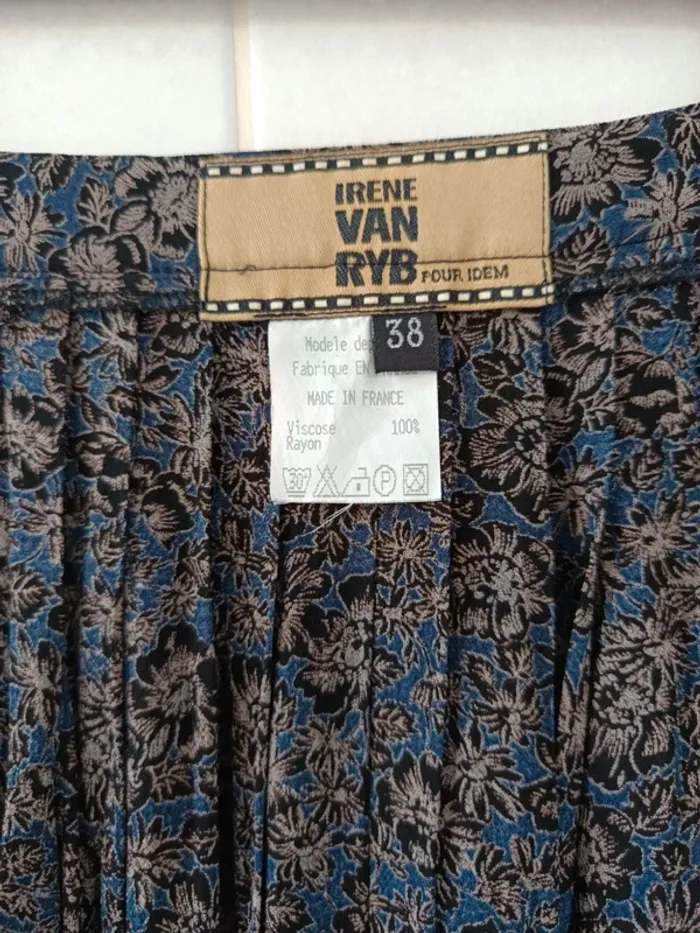 IRENE
VAN
RYB POUR IDEM
38
Modele de
Fabrique EN
MADE IN FRANCE
Viscose 100%
Rayon
30°
P